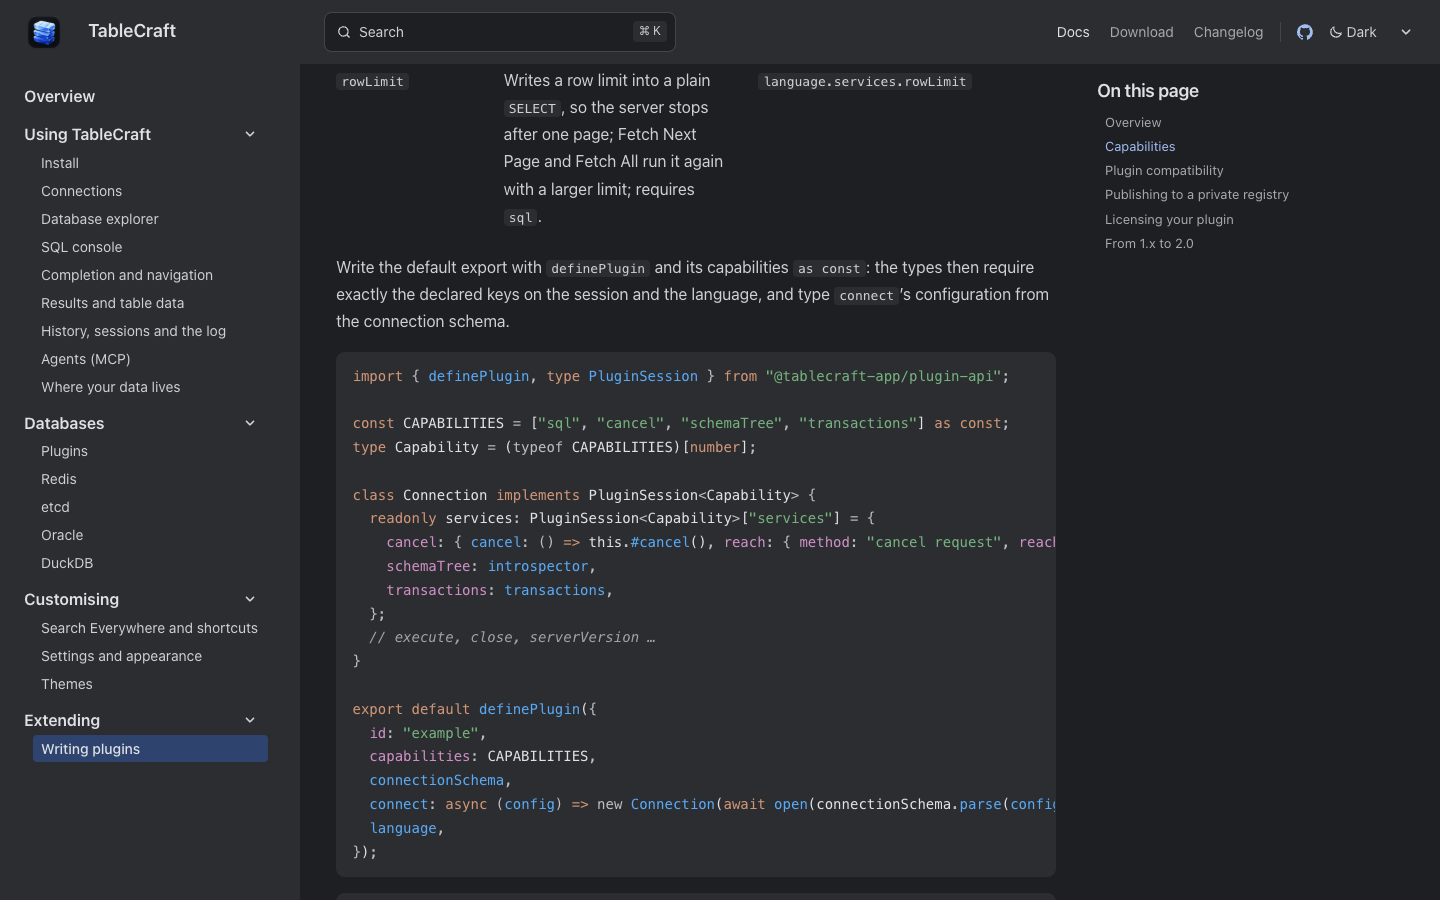 TableCraft
Search
⌘ K
Docs
Download
Changelog
Dark
Overview
Using TableCraft
Install
Connections
Database explorer
SQL console
Completion and navigation
Results and table data
History, sessions and the log
Agents (MCP)
Where your data lives
Databases
Plugins
Redis
etcd
Oracle
DuckDB
Customising
Search Everywhere and shortcuts
Settings and appearance
Themes
Extending
Writing plugins
rowLimit
Writes a row limit into a plain
SELECT, so the server stops
after one page; Fetch Next
Page and Fetch All run it again
with a larger limit; requires
sql.
language.services.rowLimit
Write the default export with definePlugin and its capabilities as const: the types then require
exactly the declared keys on the session and the language, and type connect’s configuration from
the connection schema.
import { definePlugin, type PluginSession } from "@tablecraft-app/plugin-api";
const CAPABILITIES = ["sql", "cancel", "schemaTree", "transactions"] as const;
type Capability = (typeof CAPABILITIES)[number];
class Connection implements PluginSession<Capability> {
readonly services: PluginSession<Capability>["services"] = {
cancel: { cancel: () => this.#cancel(), reach: { method: "cancel request", reach
schemaTree: introspector,
transactions: transactions,
};
// execute, close, serverVersion …
}
export default definePlugin({
id: "example",
capabilities: CAPABILITIES,
connectionSchema,
connect: async (config) => new Connection(await open(connectionSchema.parse(config
language,
});
On this page
Overview
Capabilities
Plugin compatibility
Publishing to a private registry
Licensing your plugin
From 1.x to 2.0